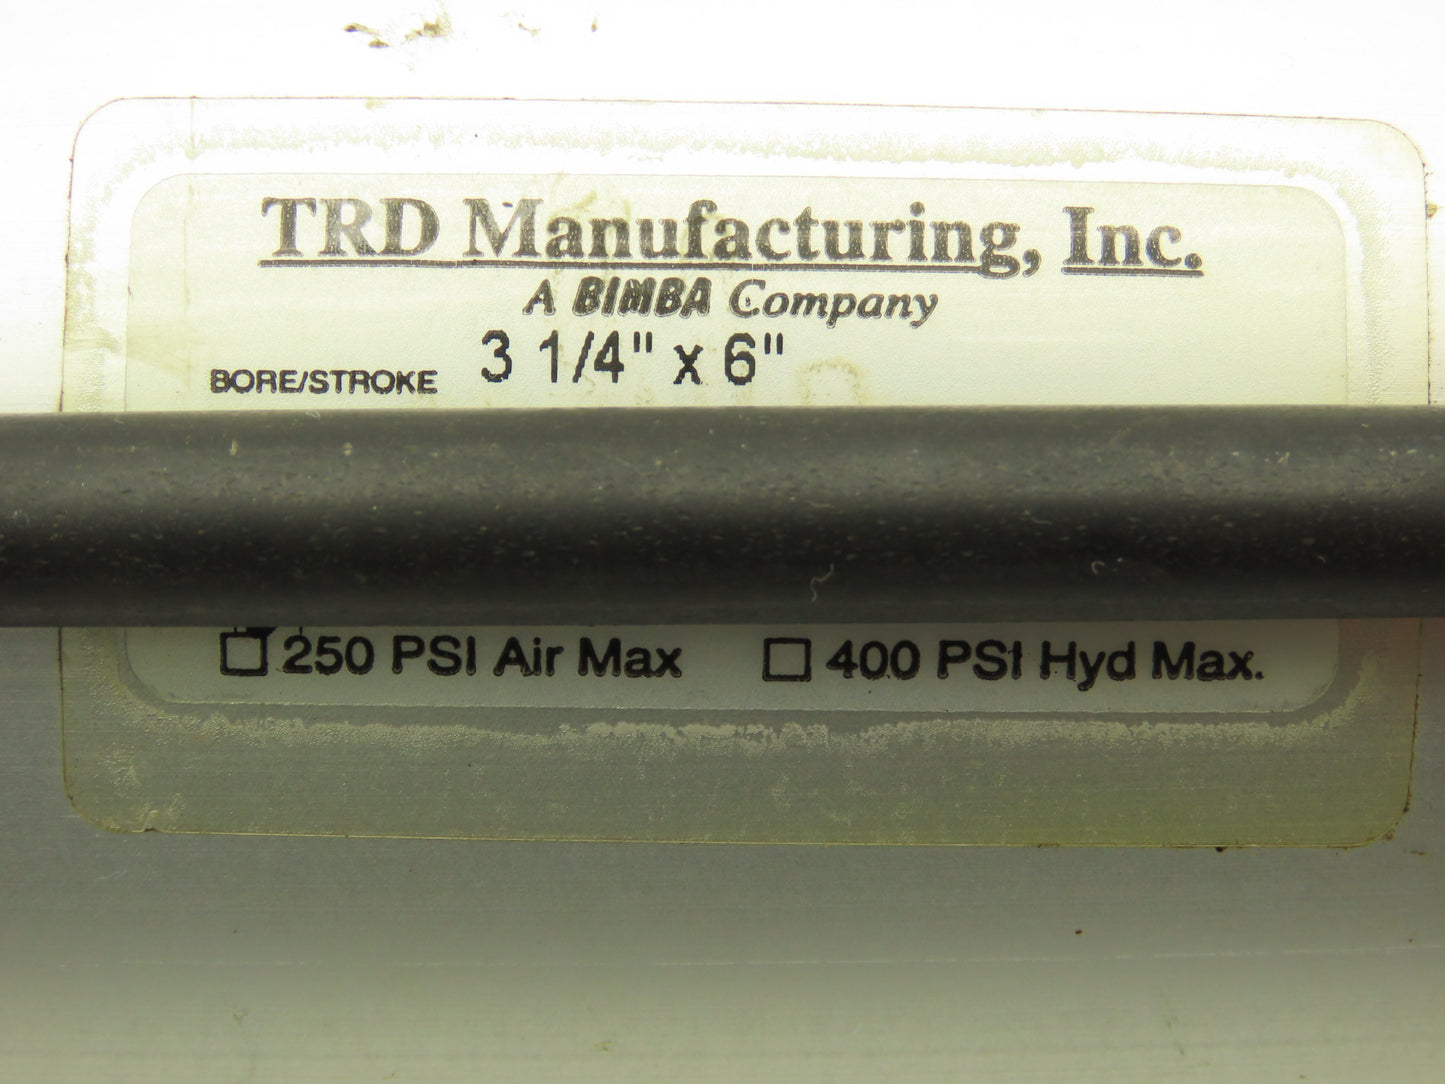 TRD Manufacturing, Inc.
A BIMBA Company
BORE/STROKE 3 1/4" x 6"
250 PSI Air Max 400 PSI Hyd Max.